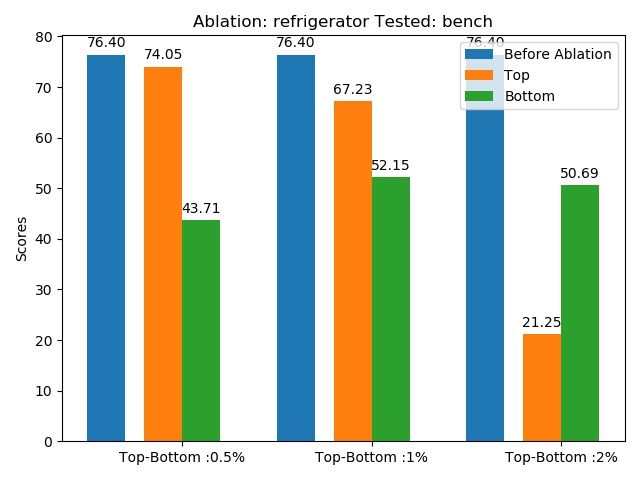 Ablation: refrigerator Tested: bench
80
70
60
50
40
30
20
10
0
Scores
76.40
74.05
43.71
76.40
67.23
52.15
76.40
21.25
50.69
Before Ablation
Top
Bottom
Top-Bottom :0.5%
Top-Bottom :1%
Top-Bottom :2%